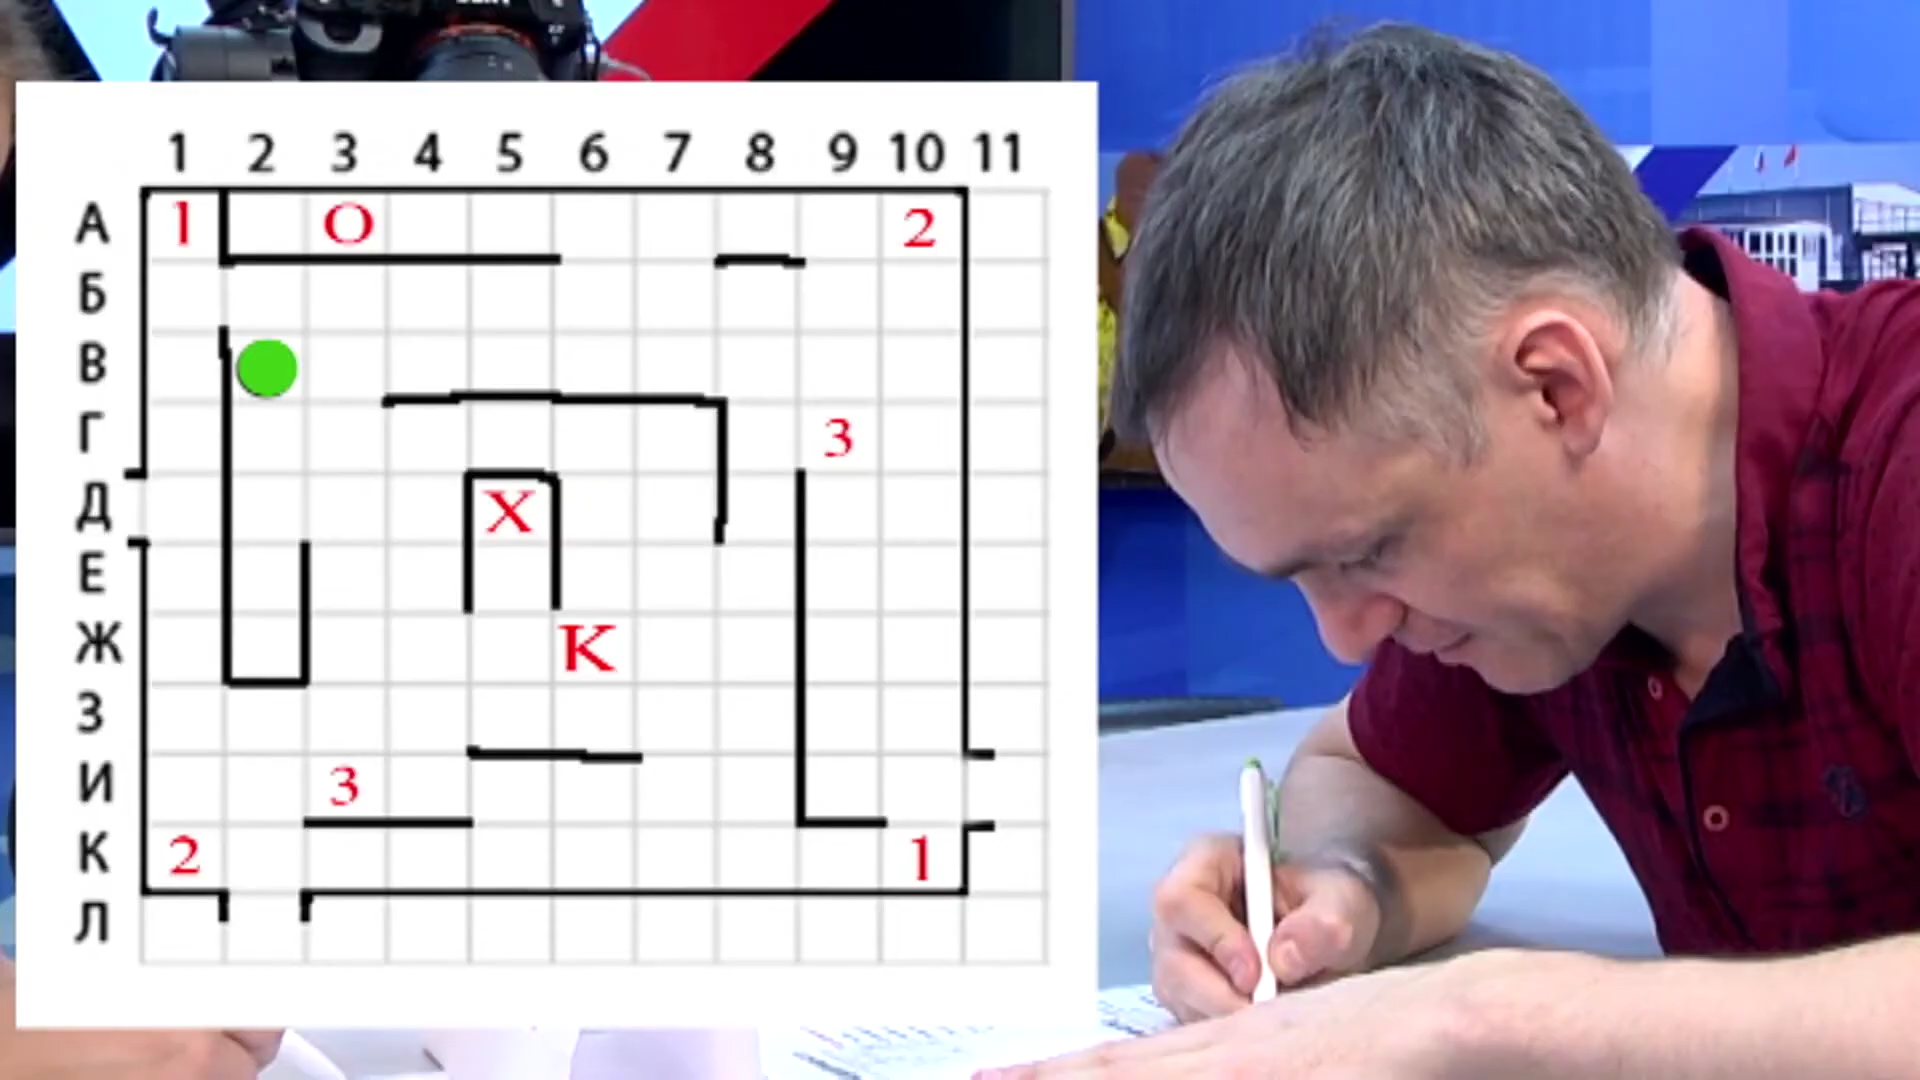 1 2 3 4 5 6 7 8 9 10 11
А 1 О 2
Б
В
Г 3
Д Х
Е
Ж К
З
И 3
К 2 1
Л